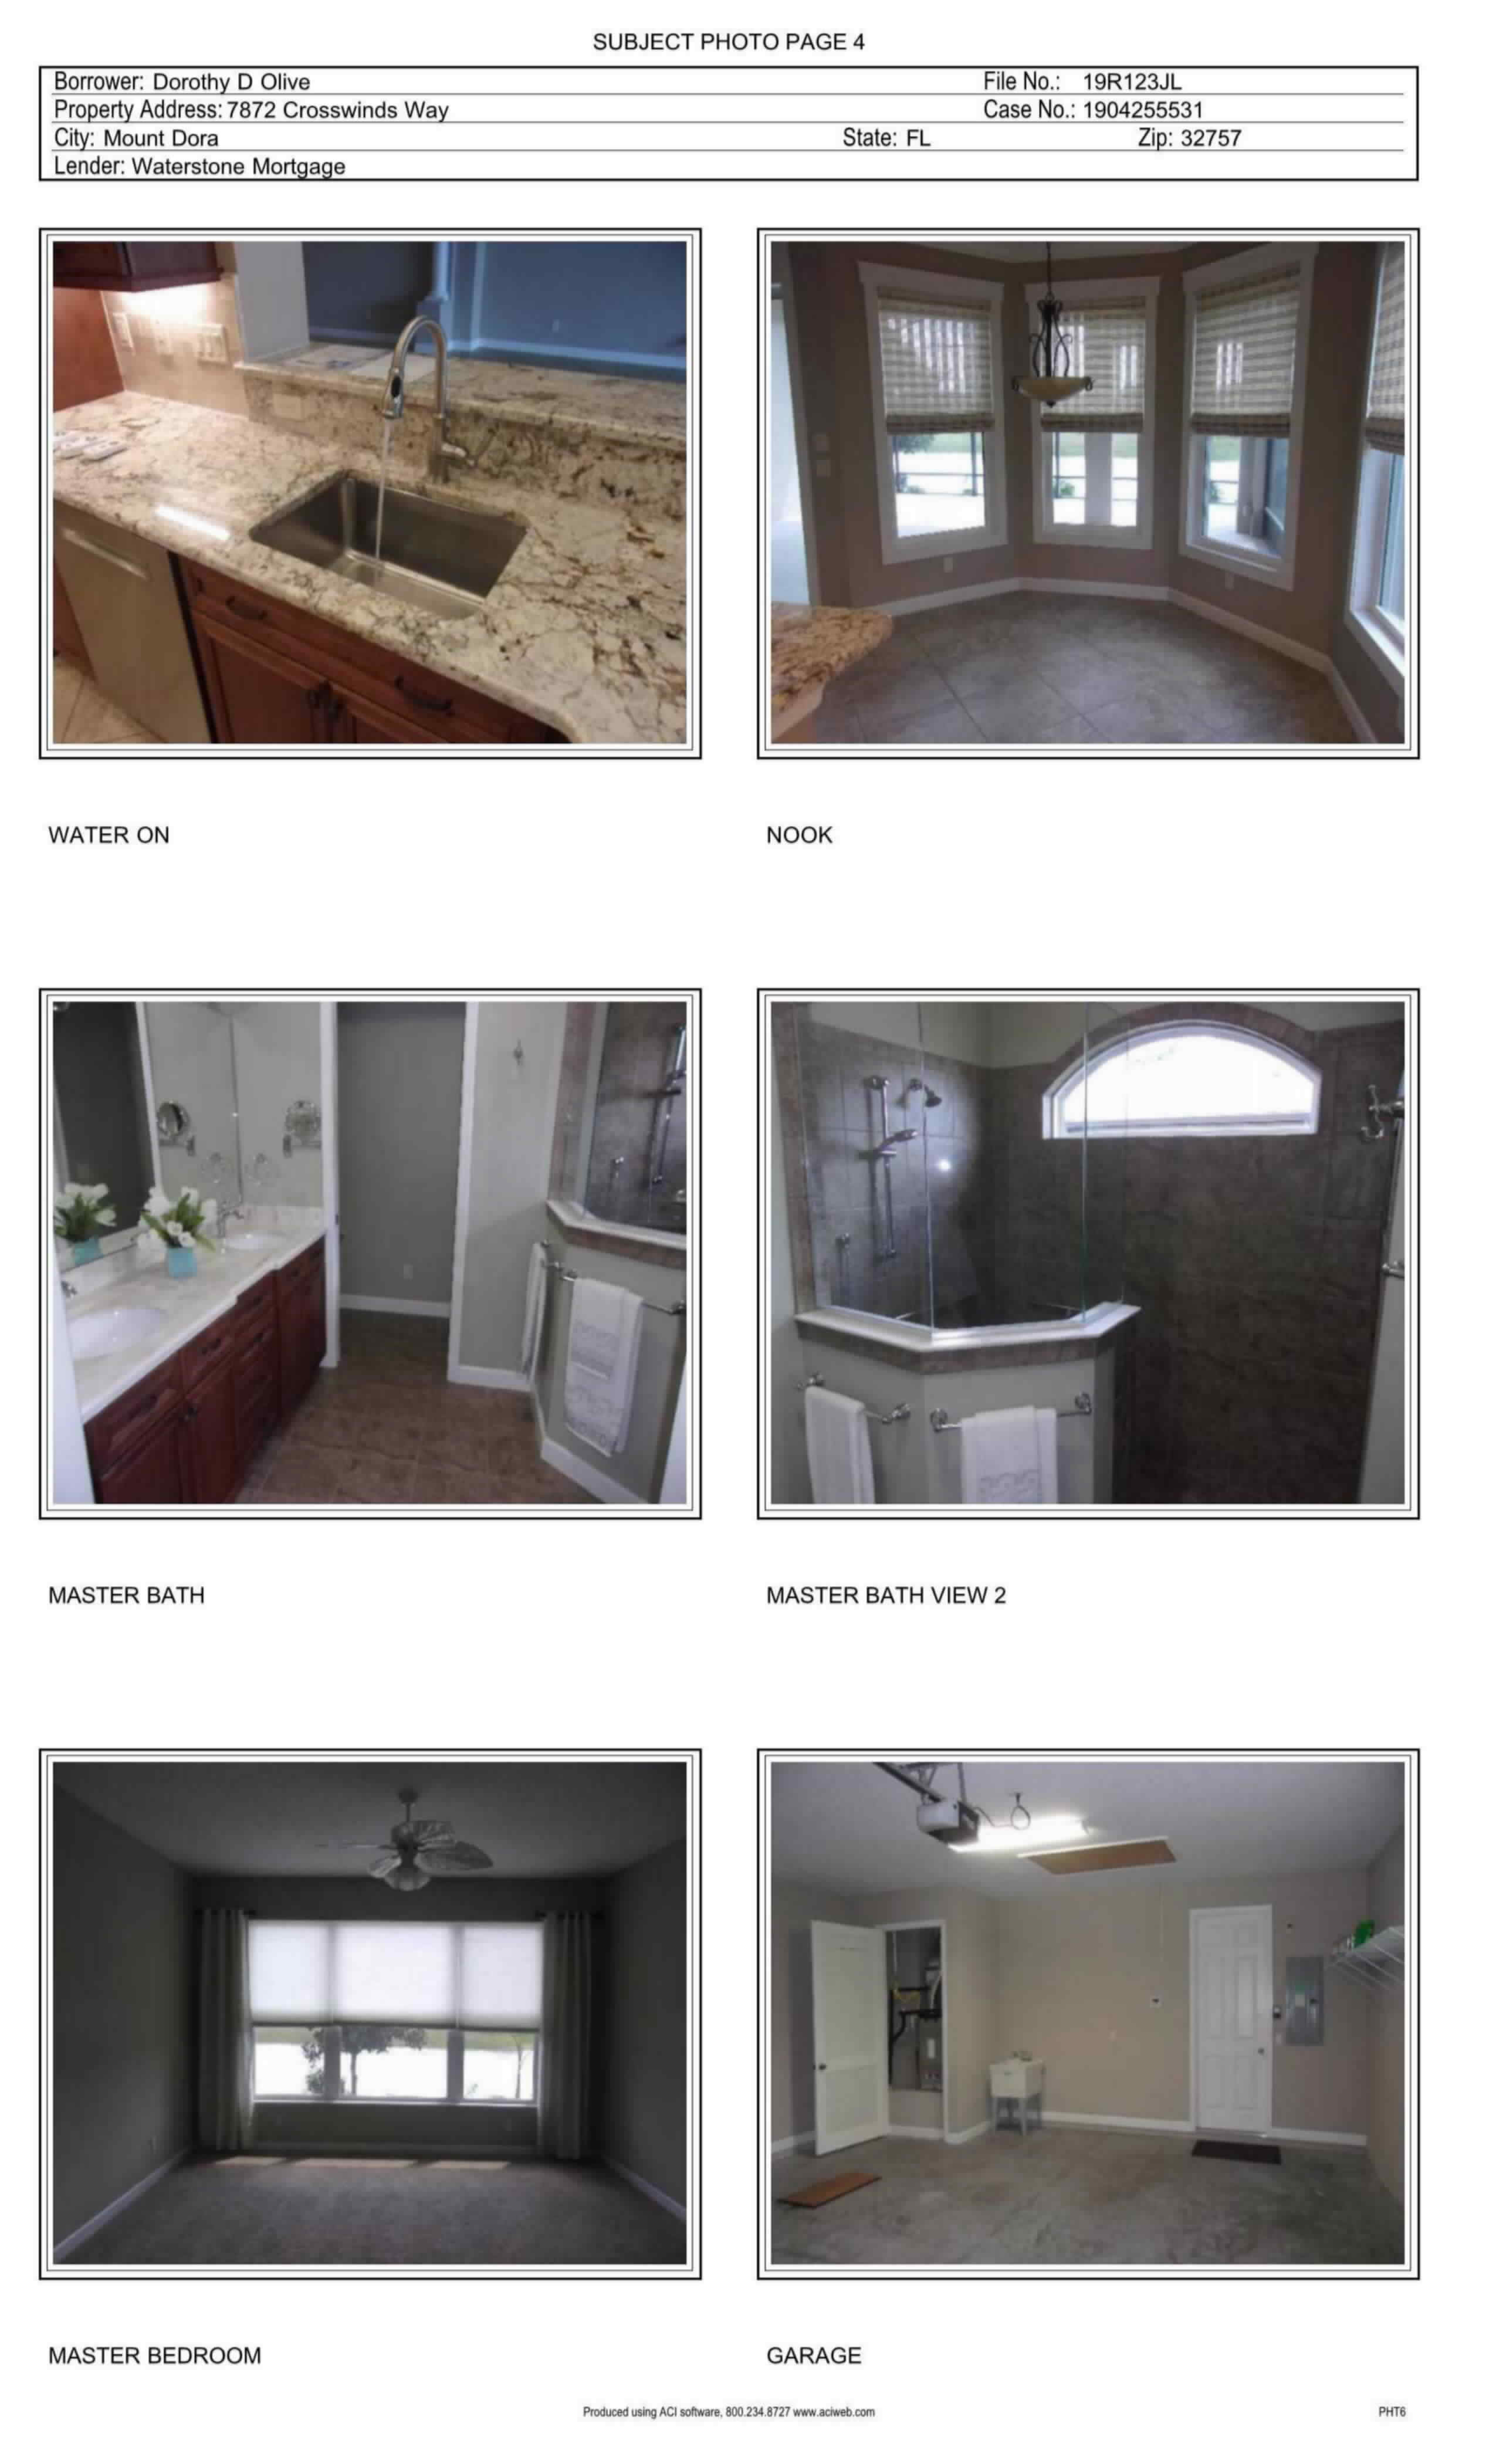 SUBJECT PHOTO PAGE 4
Borrower: Dorothy D Olive File No.: 19R123JL
Property Address: 7872 Crosswinds Way Case No.: 1904255531
City: Mount Dora State: FL Zip: 32757
Lender: Waterstone Mortgage
WATER ON NOOK
MASTER BATH MASTER BATH VIEW 2
MASTER BEDROOM GARAGE
Produced using ACI software, 800.234.8727 www.aciweb.com PHT6